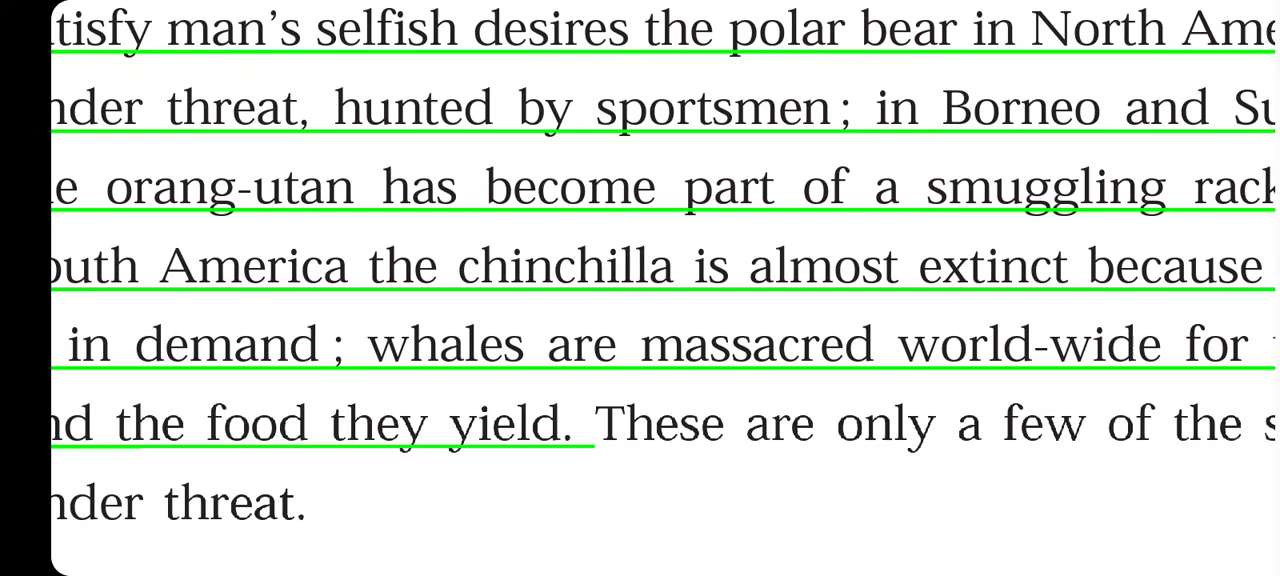 tisfy man's selfish desires the polar bear in North Ame
nder threat, hunted by sportsmen ; in Borneo and Su
e orang-utan has become part of a smuggling rack
outh America the chinchilla is almost extinct because
in demand ; whales are massacred world-wide for
nd the food they yield. These are only a few of the s
nder threat.